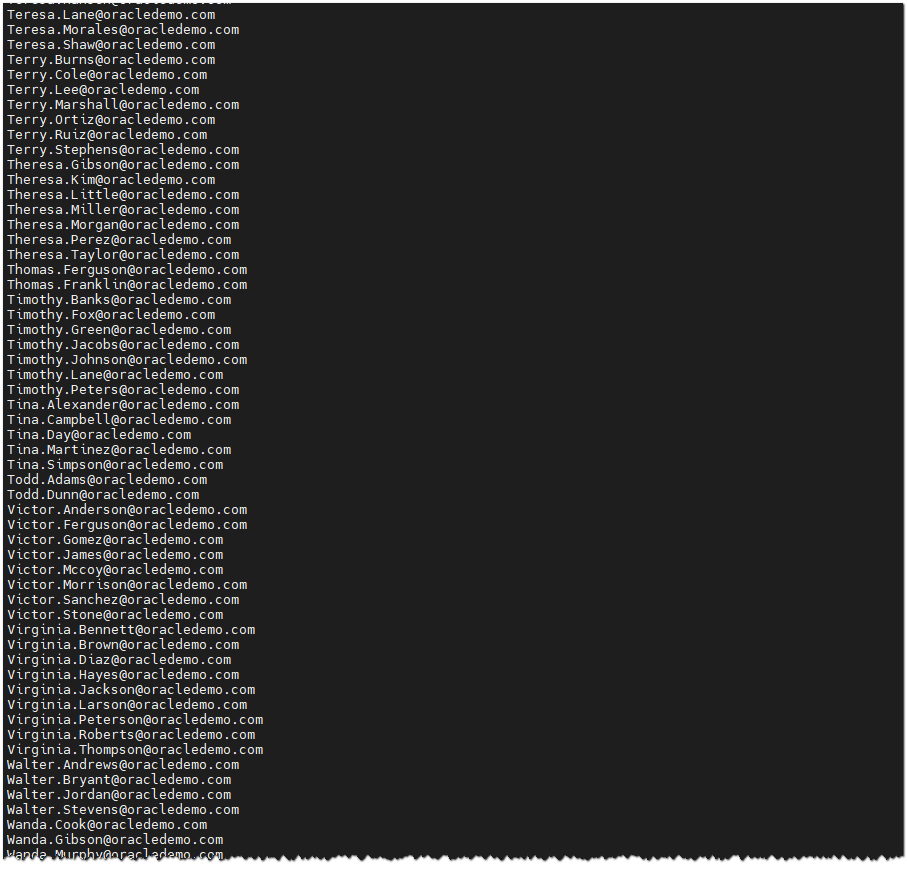 Teresa.Lane@oracledemo.com
Teresa.Morales@oracledemo.com
Teresa.Shaw@oracledemo.com
Terry.Burns@oracledemo.com
Terry.Cole@oracledemo.com
Terry.Lee@oracledemo.com
Terry.Marshall@oracledemo.com
Terry.Ortiz@oracledemo.com
Terry.Ruiz@oracledemo.com
Terry.Stephens@oracledemo.com
Theresa.Gibson@oracledemo.com
Theresa.Kim@oracledemo.com
Theresa.Little@oracledemo.com
Theresa.Miller@oracledemo.com
Theresa.Morgan@oracledemo.com
Theresa.Perez@oracledemo.com
Theresa.Taylor@oracledemo.com
Thomas.Ferguson@oracledemo.com
Thomas.Franklin@oracledemo.com
Timothy.Banks@oracledemo.com
Timothy.Fox@oracledemo.com
Timothy.Green@oracledemo.com
Timothy.Jacobs@oracledemo.com
Timothy.Johnson@oracledemo.com
Timothy.Lane@oracledemo.com
Timothy.Peters@oracledemo.com
Tina.Alexander@oracledemo.com
Tina.Campbell@oracledemo.com
Tina.Day@oracledemo.com
Tina.Martinez@oracledemo.com
Tina.Simpson@oracledemo.com
Todd.Adams@oracledemo.com
Todd.Dunn@oracledemo.com
Victor.Anderson@oracledemo.com
Victor.Ferguson@oracledemo.com
Victor.Gomez@oracledemo.com
Victor.James@oracledemo.com
Victor.Mccoy@oracledemo.com
Victor.Morrison@oracledemo.com
Victor.Sanchez@oracledemo.com
Victor.Stone@oracledemo.com
Virginia.Bennett@oracledemo.com
Virginia.Brown@oracledemo.com
Virginia.Diaz@oracledemo.com
Virginia.Hayes@oracledemo.com
Virginia.Jackson@oracledemo.com
Virginia.Larson@oracledemo.com
Virginia.Peterson@oracledemo.com
Virginia.Roberts@oracledemo.com
Virginia.Thompson@oracledemo.com
Walter.Andrews@oracledemo.com
Walter.Bryant@oracledemo.com
Walter.Jordan@oracledemo.com
Walter.Stevens@oracledemo.com
Wanda.Cook@oracledemo.com
Wanda.Gibson@oracledemo.com
Wanda.Murphy@oracledemo.com